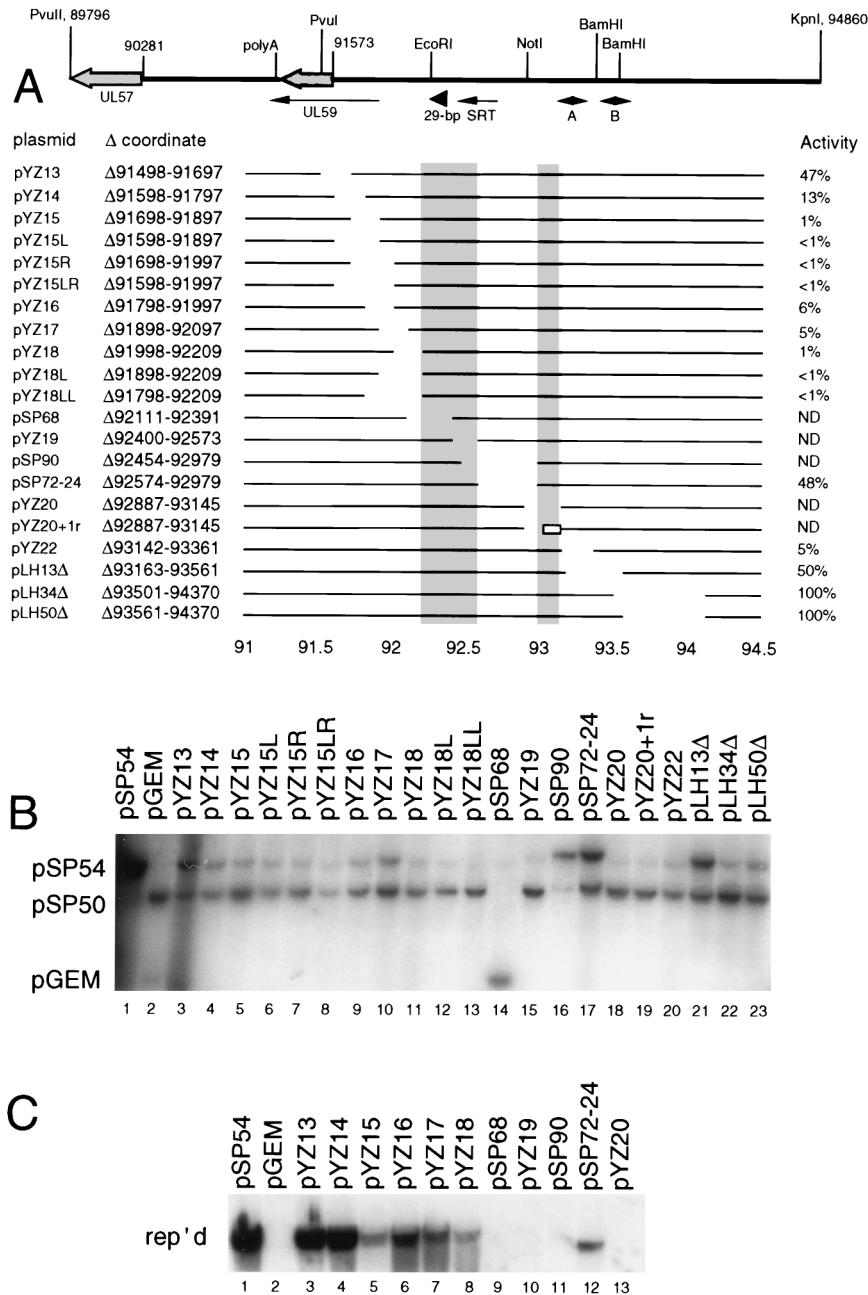 PvuII, 89796
KpnI, 94860
BamHI
PvuI
90281
polyA
91573
EcoRI
NotI
BamHI
A
UL57
UL59
29-bp
SRT
A
B
plasmid Δ coordinate Activity
pYZ13 Δ91498-91697 47%
pYZ14 Δ91598-91797 13%
pYZ15 Δ91698-91897 1%
pYZ15L Δ91598-91897 <1%
pYZ15R Δ91698-91997 <1%
pYZ15LR Δ91598-91997 <1%
pYZ16 Δ91798-91997 6%
pYZ17 Δ91898-92097 5%
pYZ18 Δ91998-92209 1%
pYZ18L Δ91898-92209 <1%
pYZ18LL Δ91798-92209 <1%
pSP68 Δ92111-92391 ND
pYZ19 Δ92400-92573 ND
pSP90 Δ92454-92979 ND
pSP72-24 Δ92574-92979 48%
pYZ20 Δ92887-93145 ND
pYZ20+1r Δ92887-93145 ND
pYZ22 Δ93142-93361 5%
pLH13Δ Δ93163-93561 50%
pLH34Δ Δ93501-94370 100%
pLH50Δ Δ93561-94370 100%
91 91.5 92 92.5 93 93.5 94 94.5
B
pSP54 pGEM pYZ13 pYZ14 pYZ15 pYZ15L pYZ15R pYZ15LR pYZ16 pYZ17 pYZ18 pYZ18L pYZ18LL pSP68 pYZ19 pSP90 pSP72-24 pYZ20 pYZ20+1r pYZ22 pLH13Δ pLH34Δ pLH50Δ
pSP54
pSP50
pGEM
1 2 3 4 5 6 7 8 9 10 11 12 13 14 15 16 17 18 19 20 21 22 23
C
pSP54 pGEM pYZ13 pYZ14 pYZ15 pYZ16 pYZ17 pYZ18 pSP68 pYZ19 pSP90 pSP72-24 pYZ20
rep'd
1 2 3 4 5 6 7 8 9 10 11 12 13